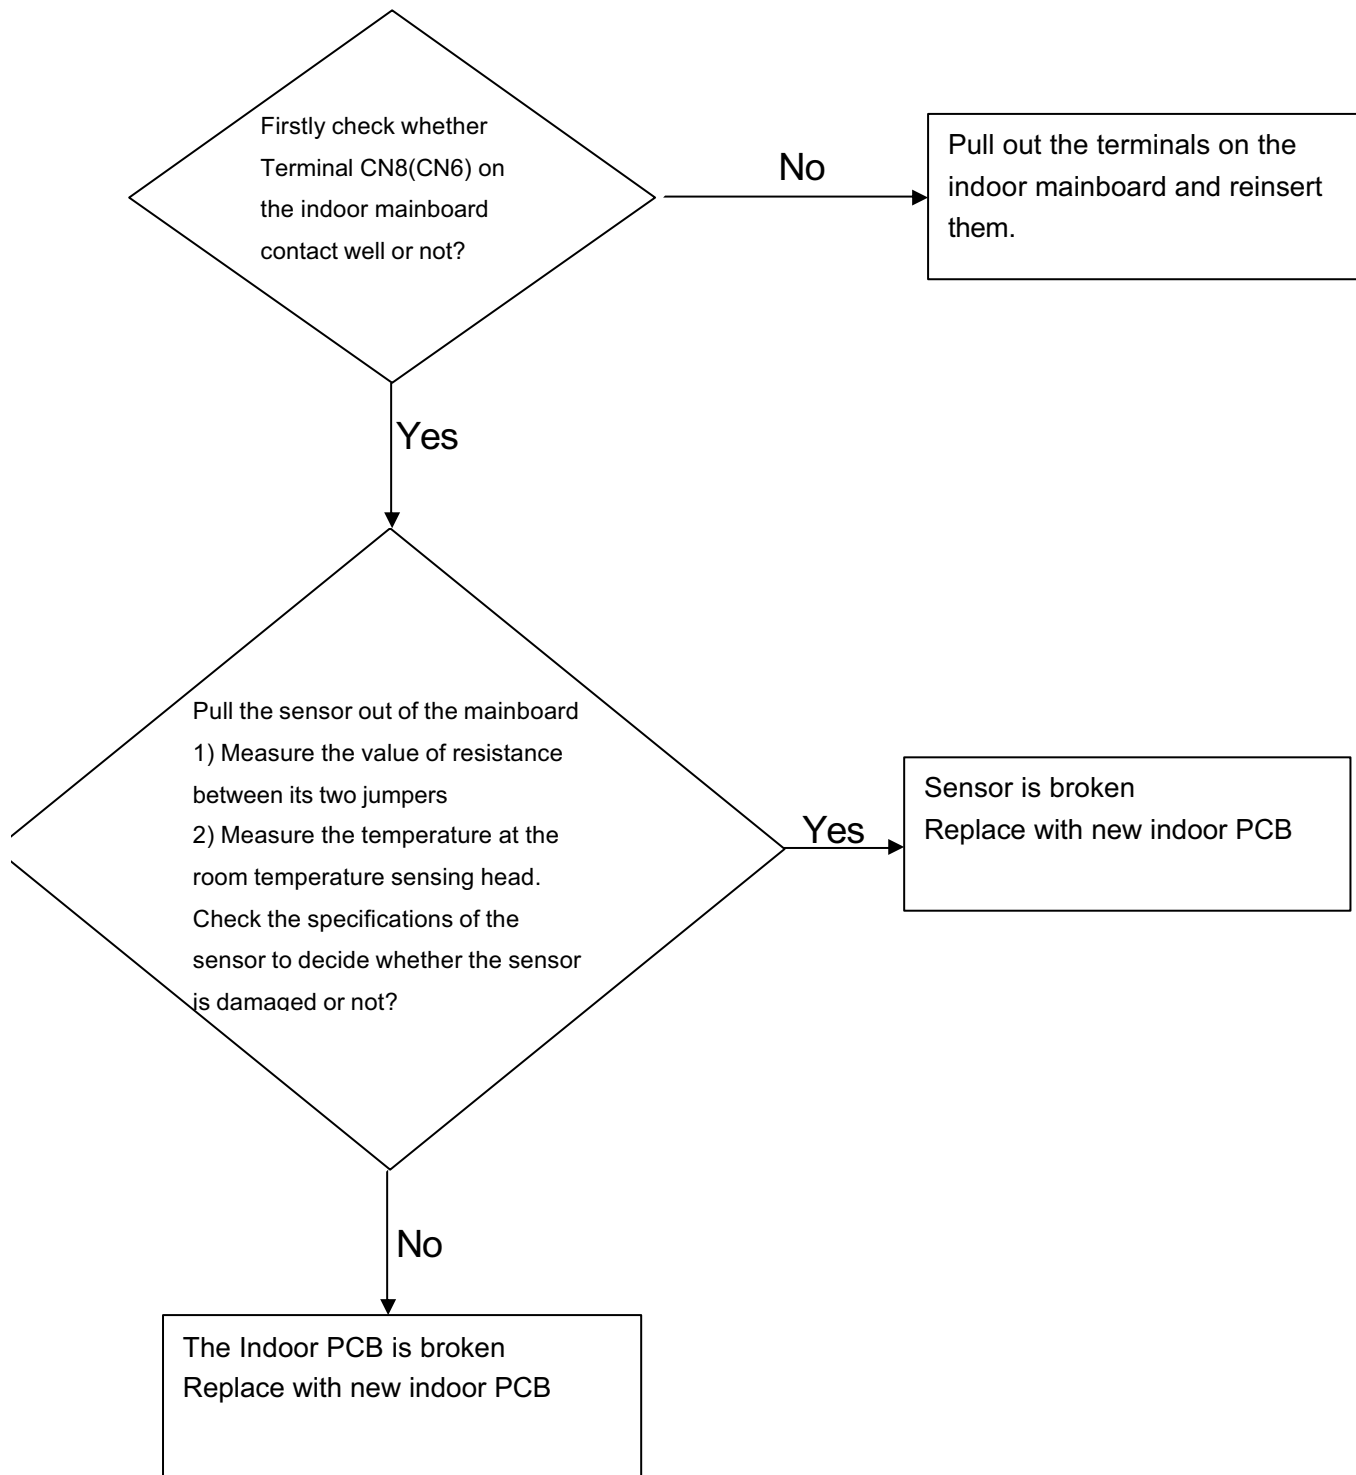 Firstly check whether
Terminal CN8(CN6) on
the indoor mainboard
contact well or not?
No
Pull out the terminals on the
indoor mainboard and reinsert
them.
Yes
Pull the sensor out of the mainboard
1) Measure the value of resistance
between its two jumpers
2) Measure the temperature at the
room temperature sensing head.
Check the specifications of the
sensor to decide whether the sensor
is damaged or not?
Yes
Sensor is broken
Replace with new indoor PCB
No
The Indoor PCB is broken
Replace with new indoor PCB